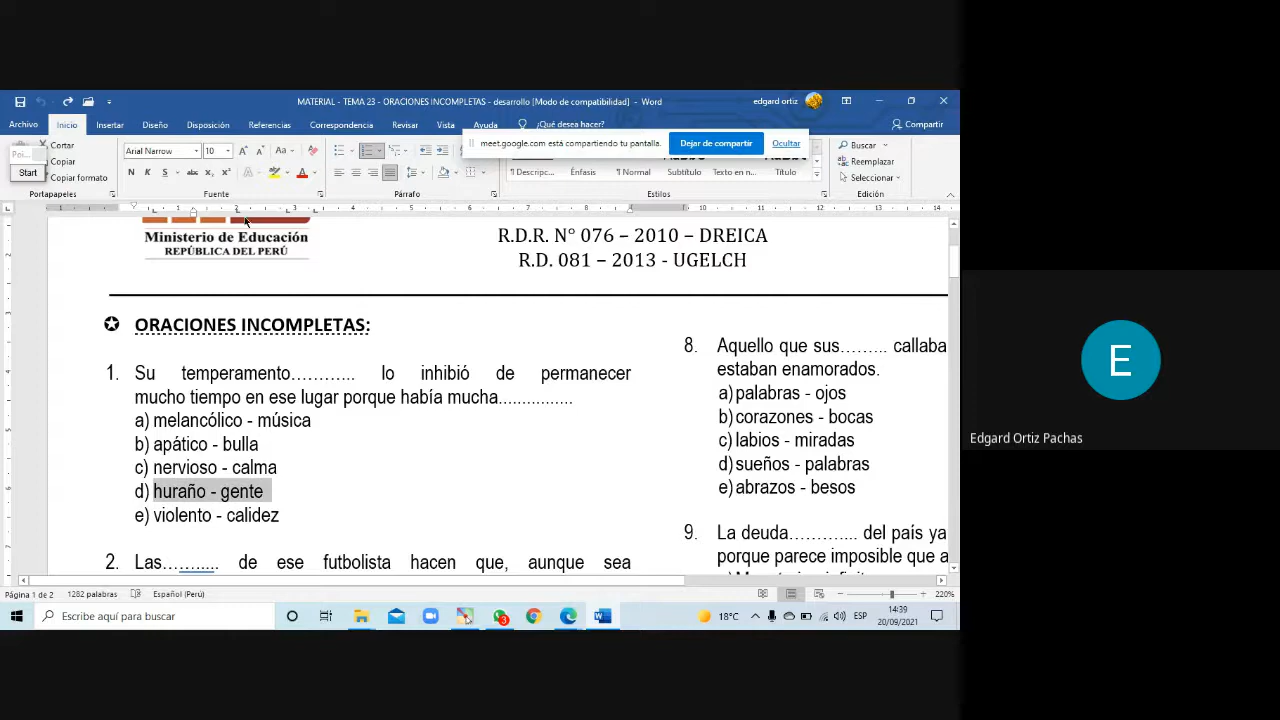 MATERIAL - TEMA 23 - ORACIONES INCOMPLETAS - desarrollo [Modo de compatibilidad] - Word
edgard ortiz
Archivo Inicio Insertar Diseño Disposición Referencias Correspondencia Revisar Vista Ayuda ¿Qué desea hacer? Compartir
meet.google.com está compartiendo tu pantalla. Dejar de compartir Ocultar
Start
Cortar
Copiar
Copiar formato
Portapapeles
Arial Narrow 10
N K S abc x₂ x²
Fuente
Párrafo
¶ Descripc... Énfasis ¶ Normal Subtítulo Texto en n... Título
Estilos
Buscar
Reemplazar
Seleccionar
Edición
Ministerio de Educación
REPÚBLICA DEL PERÚ
R.D.R. N° 076 – 2010 – DREICA
R.D. 081 – 2013 - UGELCH
ORACIONES INCOMPLETAS:
1. Su temperamento………... lo inhibió de permanecer
mucho tiempo en ese lugar porque había mucha...............
a) melancólico - música
b) apático - bulla
c) nervioso - calma
d) huraño - gente
e) violento - calidez
2. Las……..... de ese futbolista hacen que, aunque sea
8. Aquello que sus…….. callaba
estaban enamorados.
a) palabras - ojos
b) corazones - bocas
c) labios - miradas
d) sueños - palabras
e) abrazos - besos
9. La deuda………... del país ya
porque parece imposible que a
Página 1 de 2 1282 palabras Español (Perú) 220%
Escribe aquí para buscar
3
18°C ESP
14:39
20/09/2021
E
Edgard Ortiz Pachas